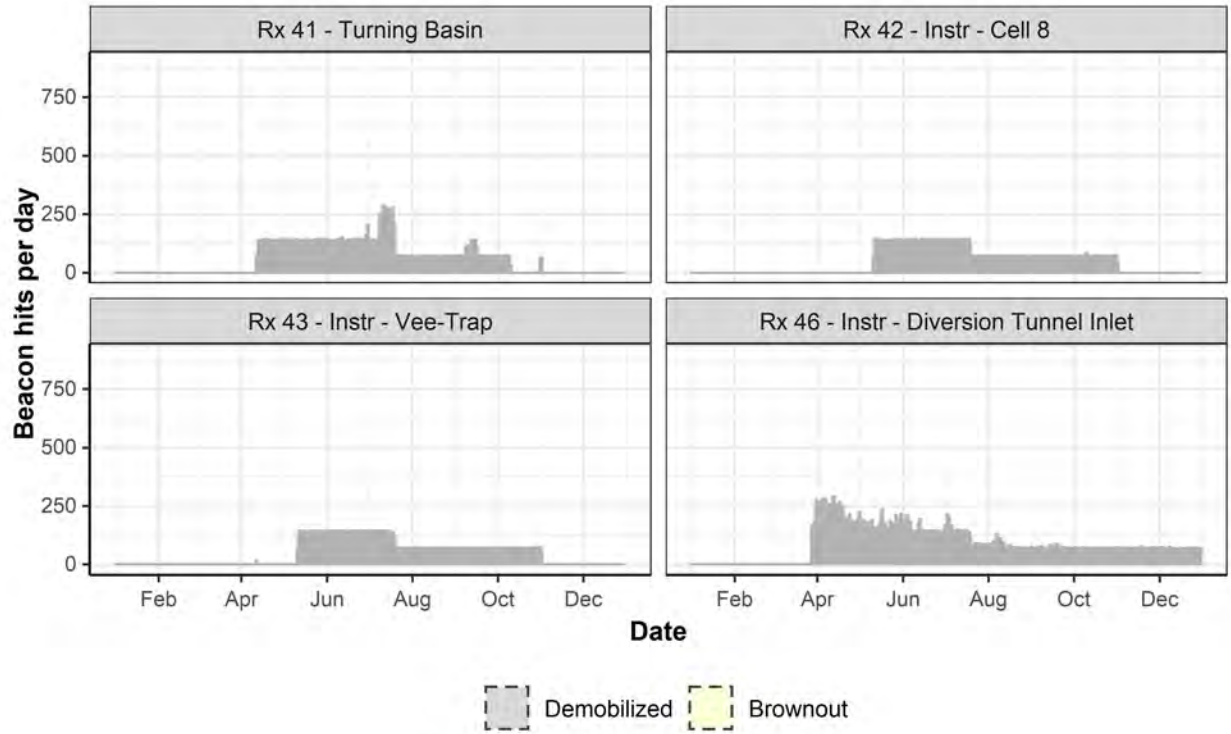 Rx 41 - Turning Basin
Rx 42 - Instr - Cell 8
750
500
250
0
Rx 43 - Instr - Vee-Trap
Rx 46 - Instr - Diversion Tunnel Inlet
750
500
250
0
Beacon hits per day
Feb Apr Jun Aug Oct Dec
Feb Apr Jun Aug Oct Dec
Date
Demobilized Brownout